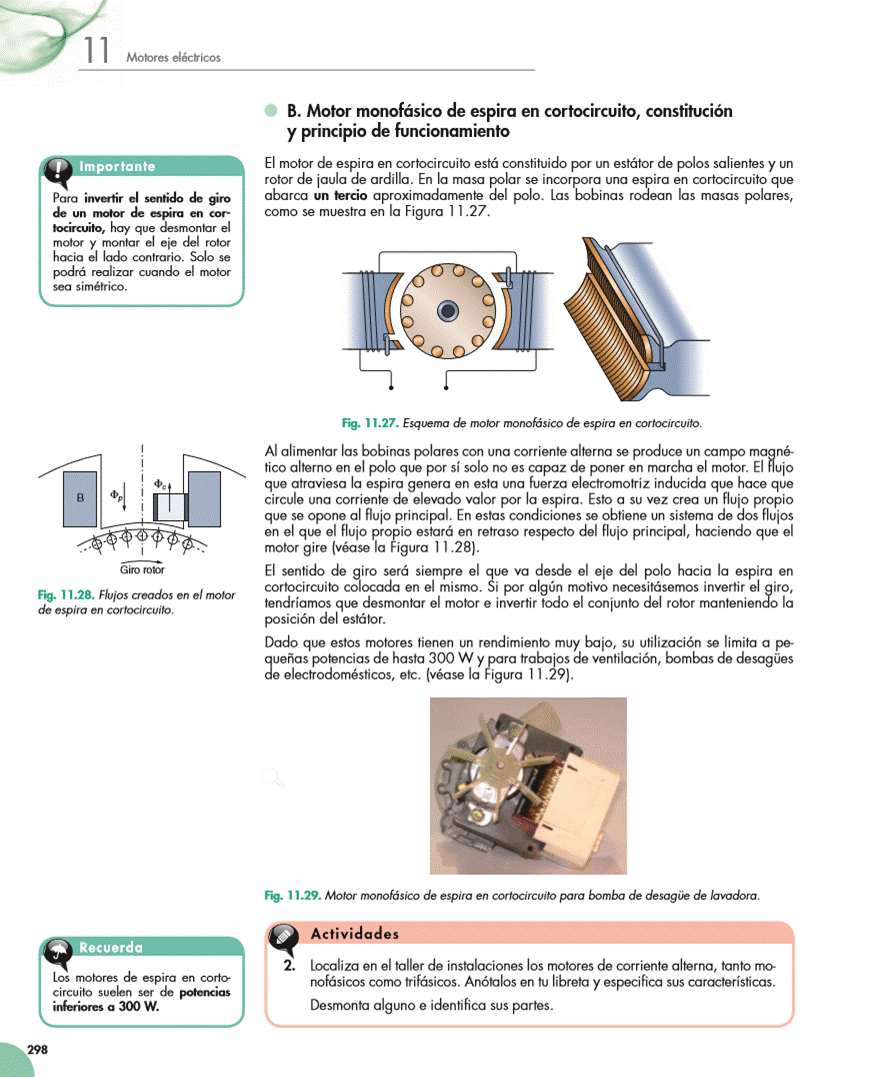 11 Motores eléctricos
B. Motor monofásico de espira en cortocircuito, constitución
y principio de funcionamiento
Importante
Para invertir el sentido de giro
de un motor de espira en cor-
tocircuito, hay que desmontar el
motor y montar el eje del rotor
hacia el lado contrario. Solo se
podrá realizar cuando el motor
sea simétrico.
El motor de espira en cortocircuito está constituido por un estátor de polos salientes y un
rotor de jaula de ardilla. En la masa polar se incorpora una espira en cortocircuito que
abarca un tercio aproximadamente del polo. Las bobinas rodean las masas polares,
como se muestra en la Figura 11.27.
Fig. 11.27. Esquema de motor monofásico de espira en cortocircuito.
B
Φp
Φc
Giro rotor
Fig. 11.28. Flujos creados en el motor
de espira en cortocircuito.
Al alimentar las bobinas polares con una corriente alterna se produce un campo magné-
tico alterno en el polo que por sí solo no es capaz de poner en marcha el motor. El flujo
que atraviesa la espira genera en esta una fuerza electromotriz inducida que hace que
circule una corriente de elevado valor por la espira. Esto a su vez crea un flujo propio
que se opone al flujo principal. En estas condiciones se obtiene un sistema de dos flujos
en el que el flujo propio estará en retraso respecto del flujo principal, haciendo que el
motor gire (véase la Figura 11.28).
El sentido de giro será siempre el que va desde el eje del polo hacia la espira en
cortocircuito colocada en el mismo. Si por algún motivo necesitásemos invertir el giro,
tendríamos que desmontar el motor e invertir todo el conjunto del rotor manteniendo la
posición del estátor.
Dado que estos motores tienen un rendimiento muy bajo, su utilización se limita a pe-
queñas potencias de hasta 300 W y para trabajos de ventilación, bombas de desagües
de electrodomésticos, etc. (véase la Figura 11.29).
Fig. 11.29. Motor monofásico de espira en cortocircuito para bomba de desagüe de lavadora.
Recuerda
Los motores de espira en corto-
circuito suelen ser de potencias
inferiores a 300 W.
Actividades
2. Localiza en el taller de instalaciones los motores de corriente alterna, tanto mo-
nofásicos como trifásicos. Anótalos en tu libreta y especifica sus características.
Desmonta alguno e identifica sus partes.
298